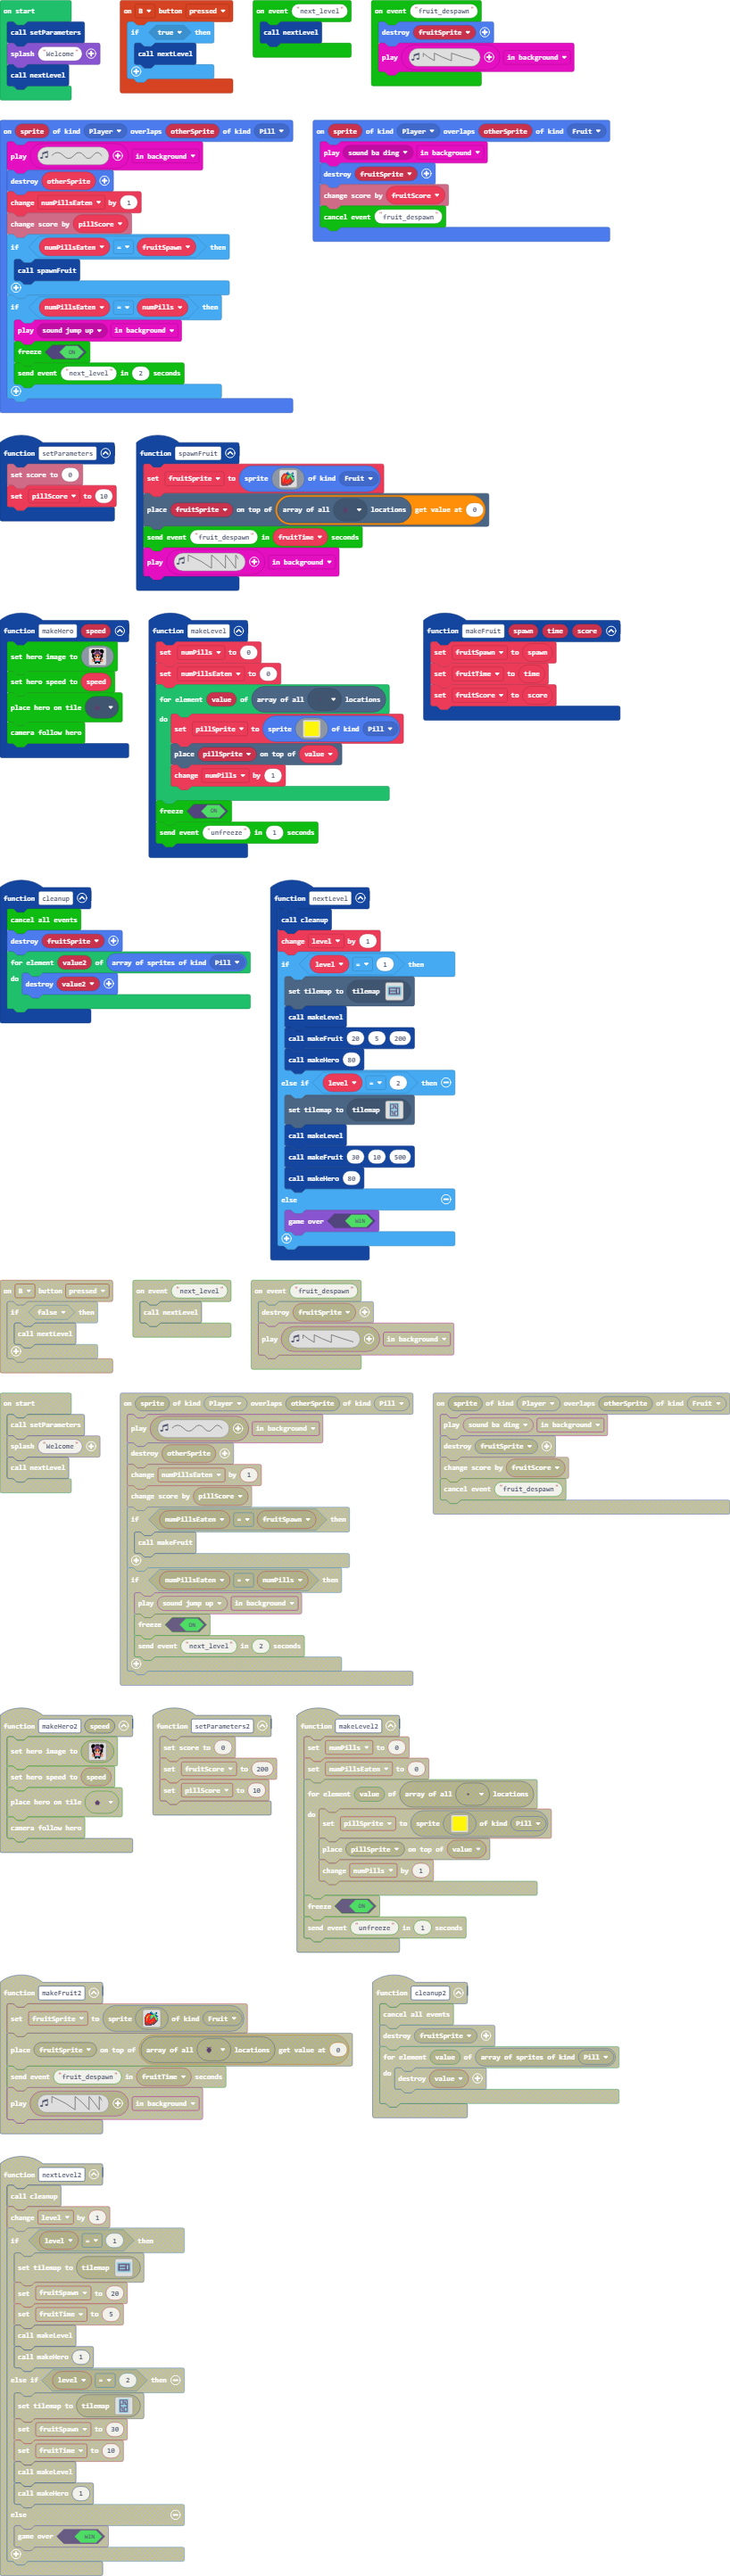 on start
call setParameters
splash "Welcome"
call nextLevel
on B button pressed
if true then
call nextLevel
on event "next_level"
call nextLevel
on event "fruit_despawn"
destroy fruitSprite
play in background
on sprite of kind Player overlaps otherSprite of kind Pill
play in background
destroy otherSprite
change numPillsEaten by 1
change score by pillScore
if numPillsEaten = fruitSpawn then
call spawnFruit
if numPillsEaten = numPills then
play sound jump up in background
freeze ON
send event "next_level" in 2 seconds
on sprite of kind Player overlaps otherSprite of kind Fruit
play sound ba ding in background
destroy fruitSprite
change score by fruitScore
cancel event "fruit_despawn"
function setParameters
set score to 0
set pillScore to 10
function spawnFruit
set fruitSprite to sprite of kind Fruit
place fruitSprite on top of array of all locations get value at 0
send event "fruit_despawn" in fruitTime seconds
play in background
function makeHero speed
set hero image to
set hero speed to speed
place hero on tile
camera follow hero
function makeLevel
set numPills to 0
set numPillsEaten to 0
for element value of array of all locations
do
set pillSprite to sprite of kind Pill
place pillSprite on top of value
change numPills by 1
freeze ON
send event "unfreeze" in 1 seconds
function makeFruit spawn time score
set fruitSpawn to spawn
set fruitTime to time
set fruitScore to score
function cleanup
cancel all events
destroy fruitSprite
for element value2 of array of sprites of kind Pill
do destroy value2
function nextLevel
call cleanup
change level by 1
if level = 1 then
set tilemap to tilemap
call makeLevel
call makeFruit 20 5 200
call makeHero 80
else if level = 2 then
set tilemap to tilemap
call makeLevel
call makeFruit 30 10 500
call makeHero 80
else
game over WIN
on B button pressed
if false then
call nextLevel
on event "next_level"
call nextLevel
on event "fruit_despawn"
destroy fruitSprite
play in background
on start
call setParameters
splash "Welcome"
call nextLevel
on sprite of kind Player overlaps otherSprite of kind Pill
play in background
destroy otherSprite
change numPillsEaten by 1
change score by pillScore
if numPillsEaten = fruitSpawn then
call makeFruit
if numPillsEaten = numPills then
play sound jump up in background
freeze ON
send event "next_level" in 2 seconds
on sprite of kind Player overlaps otherSprite of kind Fruit
play sound ba ding in background
destroy fruitSprite
change score by fruitScore
cancel event "fruit_despawn"
function makeHero2 speed
set hero image to
set hero speed to speed
place hero on tile
camera follow hero
function setParameters2
set score to 0
set fruitScore to 200
set pillScore to 10
function makeLevel2
set numPills to 0
set numPillsEaten to 0
for element value of array of all locations
do
set pillSprite to sprite of kind Pill
place pillSprite on top of value
change numPills by 1
freeze ON
send event "unfreeze" in 1 seconds
function makeFruit2
set fruitSprite to sprite of kind Fruit
place fruitSprite on top of array of all locations get value at 0
send event "fruit_despawn" in fruitTime seconds
play in background
function cleanup2
cancel all events
destroy fruitSprite
for element value of array of sprites of kind Pill
do destroy value
function nextLevel2
call cleanup
change level by 1
if level = 1 then
set tilemap to tilemap
set fruitSpawn to 20
set fruitTime to 5
call makeLevel
call makeHero 1
else if level = 2 then
set tilemap to tilemap
set fruitSpawn to 30
set fruitTime to 10
call makeLevel
call makeHero 1
else
game over WIN